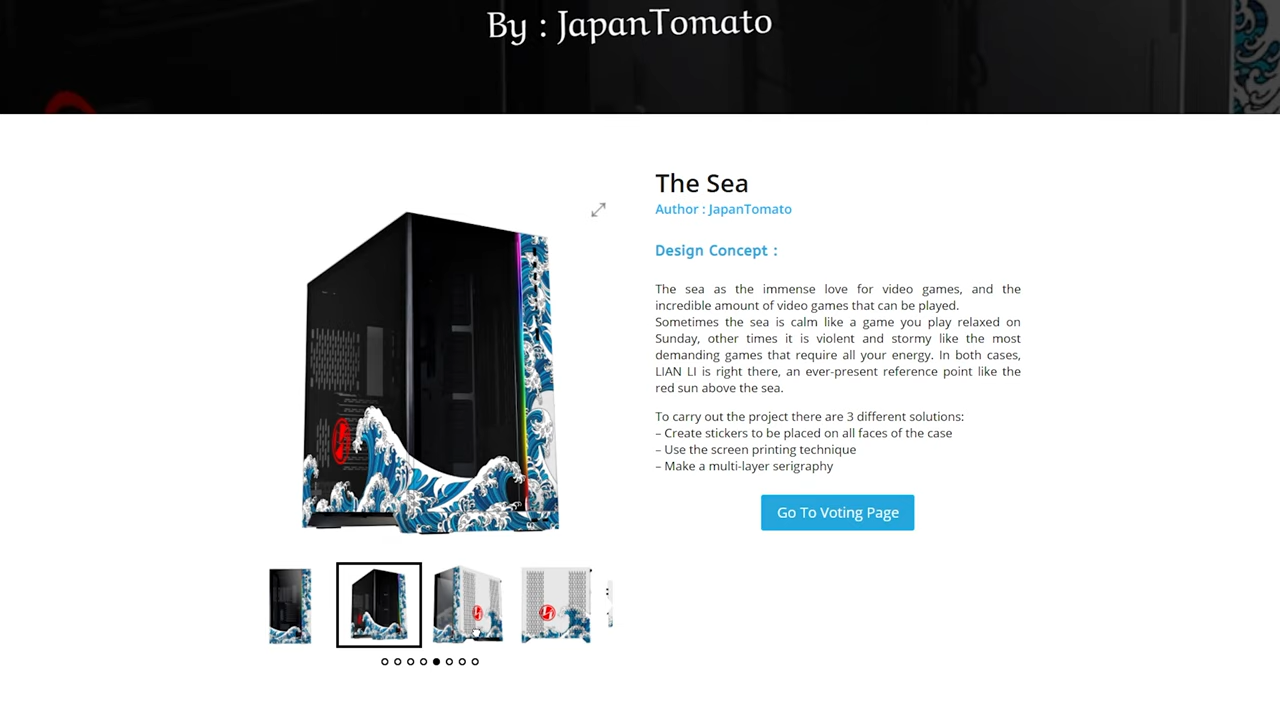 By : JapanTomato
The Sea
Author : JapanTomato
Design Concept :
The sea as the immense love for video games, and the
incredible amount of video games that can be played.
Sometimes the sea is calm like a game you play relaxed on
Sunday, other times it is violent and stormy like the most
demanding games that require all your energy. In both cases,
LIAN LI is right there, an ever-present reference point like the
red sun above the sea.
To carry out the project there are 3 different solutions:
– Create stickers to be placed on all faces of the case
– Use the screen printing technique
– Make a multi-layer serigraphy
Go To Voting Page